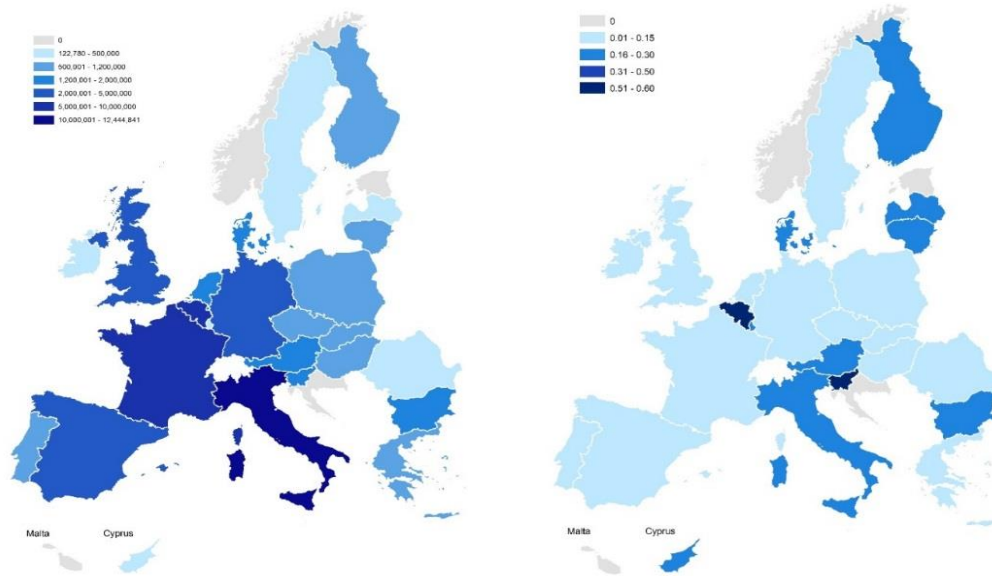 0
122,780 - 500,000
500,001 - 1,200,000
1,200,001 - 2,000,000
2,000,001 - 5,000,000
5,000,001 - 10,000,000
10,000,001 - 12,444,841
Malta
Cyprus
0
0.01 - 0.15
0.16 - 0.30
0.31 - 0.50
0.51 - 0.60
Malta
Cyprus